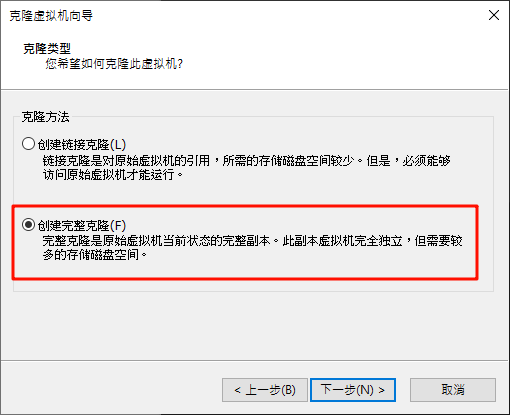 克隆虚拟机向导
克隆类型
您希望如何克隆此虚拟机?
克隆方法
创建链接克隆(L)
链接克隆是对原始虚拟机的引用，所需的存储磁盘空间较少。但是，必须能够
访问原始虚拟机才能运行。
创建完整克隆(F)
完整克隆是原始虚拟机当前状态的完整副本。此副本虚拟机完全独立，但需要较
多的存储磁盘空间。
< 上一步(B)
下一步(N) >
取消